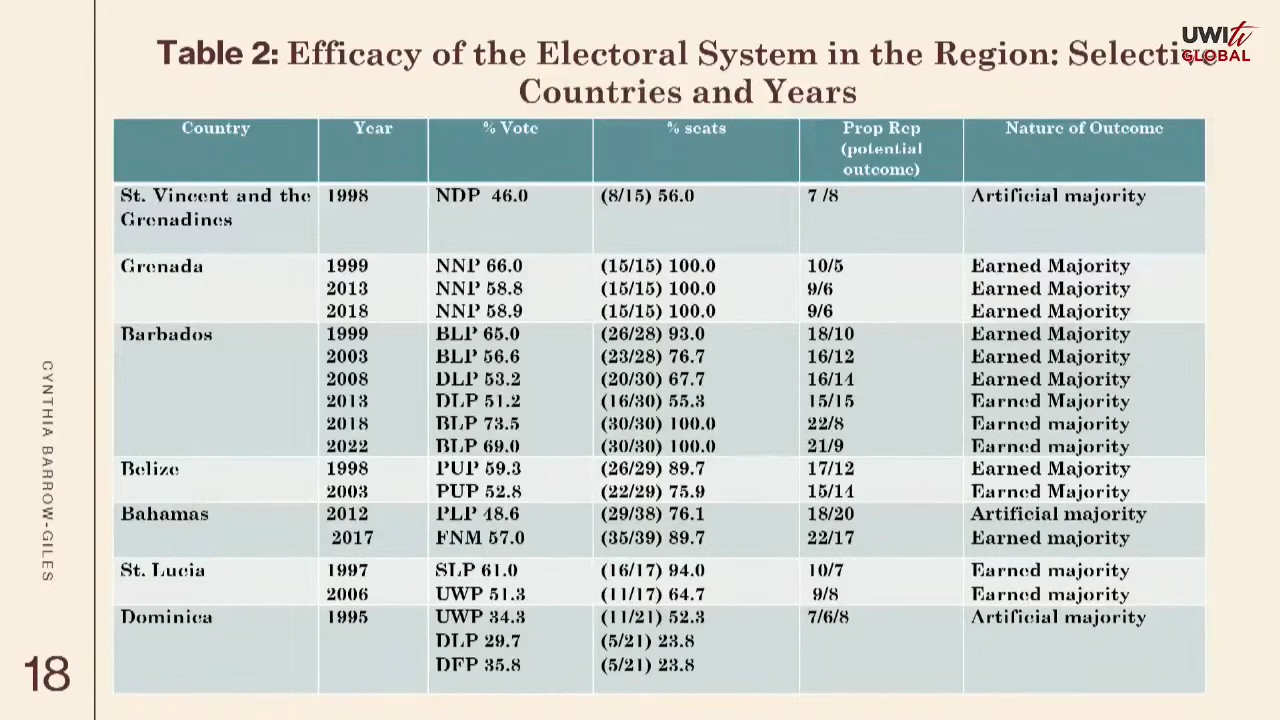 UWI tv
GLOBAL
Table 2: Efficacy of the Electoral System in the Region: Selective
Countries and Years
Country Year % Vote % seats Prop Rep (potential outcome) Nature of Outcome
St. Vincent and the Grenadines 1998 NDP 46.0 (8/15) 56.0 7 /8 Artificial majority
Grenada 1999 NNP 66.0 (15/15) 100.0 10/5 Earned Majority
2013 NNP 58.8 (15/15) 100.0 9/6 Earned Majority
2018 NNP 58.9 (15/15) 100.0 9/6 Earned Majority
Barbados 1999 BLP 65.0 (26/28) 93.0 18/10 Earned Majority
2003 BLP 56.6 (23/28) 76.7 16/12 Earned Majority
2008 DLP 53.2 (20/30) 67.7 16/14 Earned Majority
2013 DLP 51.2 (16/30) 55.3 15/15 Earned Majority
2018 BLP 73.5 (30/30) 100.0 22/8 Earned majority
2022 BLP 69.0 (30/30) 100.0 21/9 Earned majority
Belize 1998 PUP 59.3 (26/29) 89.7 17/12 Earned Majority
2003 PUP 52.8 (22/29) 75.9 15/14 Earned Majority
Bahamas 2012 PLP 48.6 (29/38) 76.1 18/20 Artificial majority
2017 FNM 57.0 (35/39) 89.7 22/17 Earned majority
St. Lucia 1997 SLP 61.0 (16/17) 94.0 10/7 Earned majority
2006 UWP 51.3 (11/17) 64.7 9/8 Earned majority
Dominica 1995 UWP 34.3 (11/21) 52.3 7/6/8 Artificial majority
DLP 29.7 (5/21) 23.8
DFP 35.8 (5/21) 23.8
CYNTHIA BARROW-GILES
18